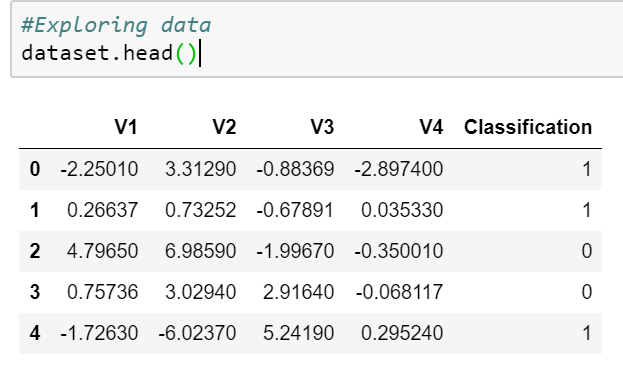 #Exploring data
dataset.head()
V1 V2 V3 V4 Classification
0 -2.25010 3.31290 -0.88369 -2.897400 1
1 0.26637 0.73252 -0.67891 0.035330 1
2 4.79650 6.98590 -1.99670 -0.350010 0
3 0.75736 3.02940 2.91640 -0.068117 0
4 -1.72630 -6.02370 5.24190 0.295240 1